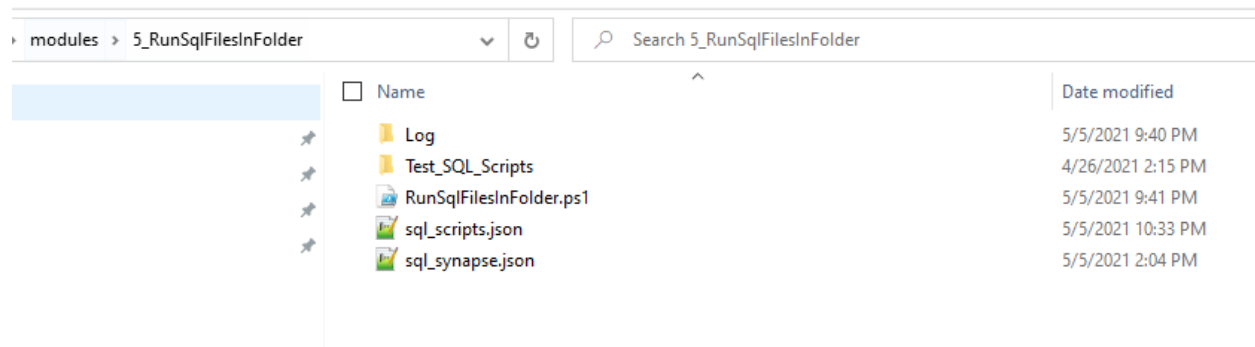 modules > 5_RunSqlFilesInFolder Search 5_RunSqlFilesInFolder
Name Date modified
Log 5/5/2021 9:40 PM
Test_SQL_Scripts 4/26/2021 2:15 PM
RunSqlFilesInFolder.ps1 5/5/2021 9:41 PM
sql_scripts.json 5/5/2021 10:33 PM
sql_synapse.json 5/5/2021 2:04 PM